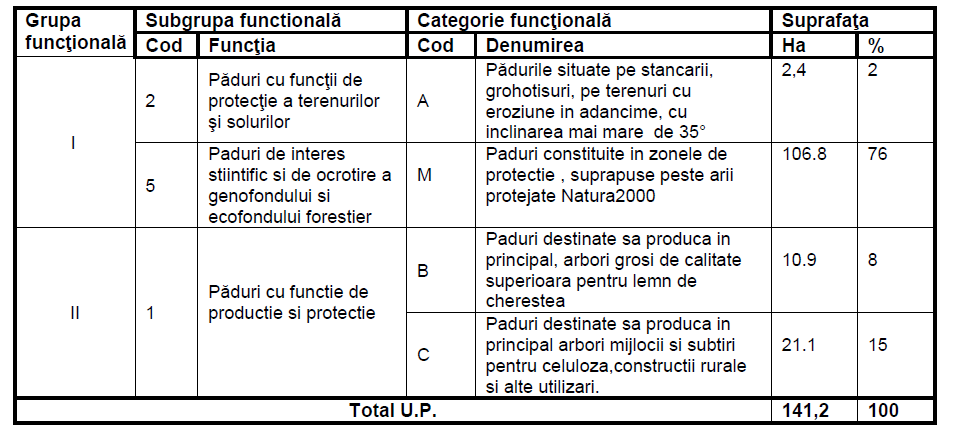 Grupa funcţională
Subgrupa functională
Categorie funcţională
Suprafaţa
Cod
Funcţia
Cod
Denumirea
Ha
%
I
2
Păduri cu funcţii de
protecţie a terenurilor
şi solurilor
A
Pădurile situate pe stancarii,
grohotisuri, pe terenuri cu
eroziune in adancime, cu
inclinarea mai mare de 35°
2,4
2
5
Paduri de interes
stiintific si de ocrotire a
genofondului si
ecofondului forestier
M
Paduri constituite in zonele de
protectie , suprapuse peste arii
protejate Natura2000
106.8
76
II
1
Păduri cu functie de
productie si protectie
B
Paduri destinate sa produca in
principal, arbori grosi de calitate
superioara pentru lemn de
cherestea
10.9
8
C
Paduri destinate sa produca in
principal arbori mijlocii si subtiri
pentru celuloza,constructii rurale
si alte utilizari.
21.1
15
Total U.P.
141,2
100